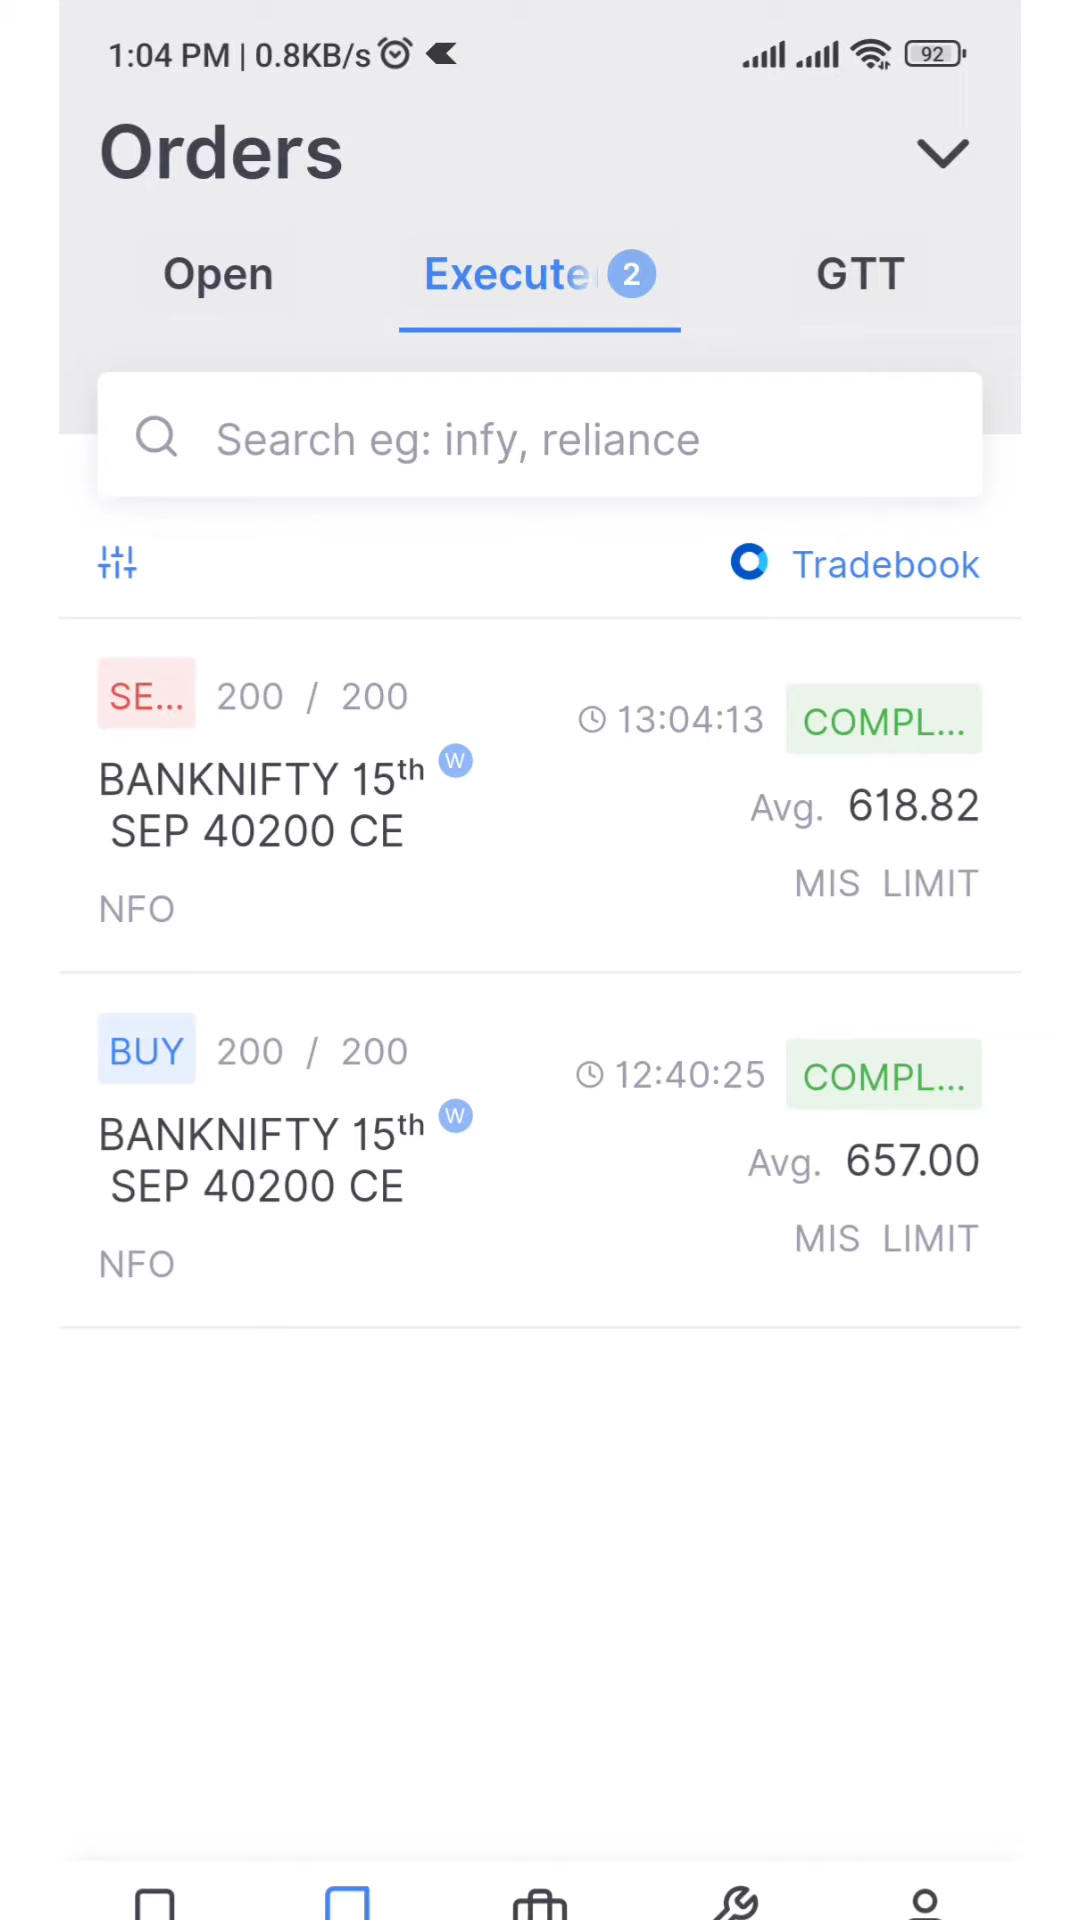 1:04 PM | 0.8KB/s 92
Orders
Open Execute 2 GTT
Search eg: infy, reliance
Tradebook
SE... 200 / 200
13:04:13 COMPL...
BANKNIFTY 15th W
SEP 40200 CE
Avg. 618.82
NFO
MIS LIMIT
BUY 200 / 200
12:40:25 COMPL...
BANKNIFTY 15th W
SEP 40200 CE
Avg. 657.00
NFO
MIS LIMIT